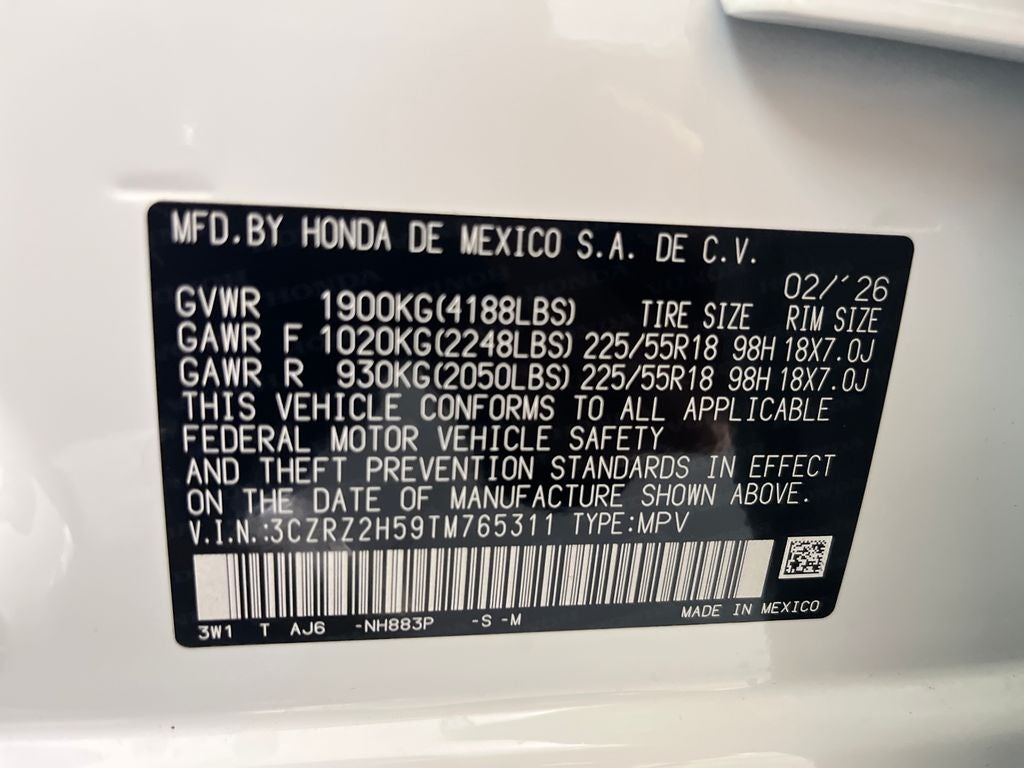 MFD.BY HONDA DE MEXICO S.A. DE C.V.
02/'26
GVWR 1900KG(4188LBS) TIRE SIZE RIM SIZE
GAWR F 1020KG(2248LBS) 225/55R18 98H 18X7.0J
GAWR R 930KG(2050LBS) 225/55R18 98H 18X7.0J
THIS VEHICLE CONFORMS TO ALL APPLICABLE
FEDERAL MOTOR VEHICLE SAFETY
AND THEFT PREVENTION STANDARDS IN EFFECT
ON THE DATE OF MANUFACTURE SHOWN ABOVE.
V.I.N.:3CZRZ2H59TM765311 TYPE:MPV
3W1 T AJ6 -NH883P -S -M MADE IN MEXICO